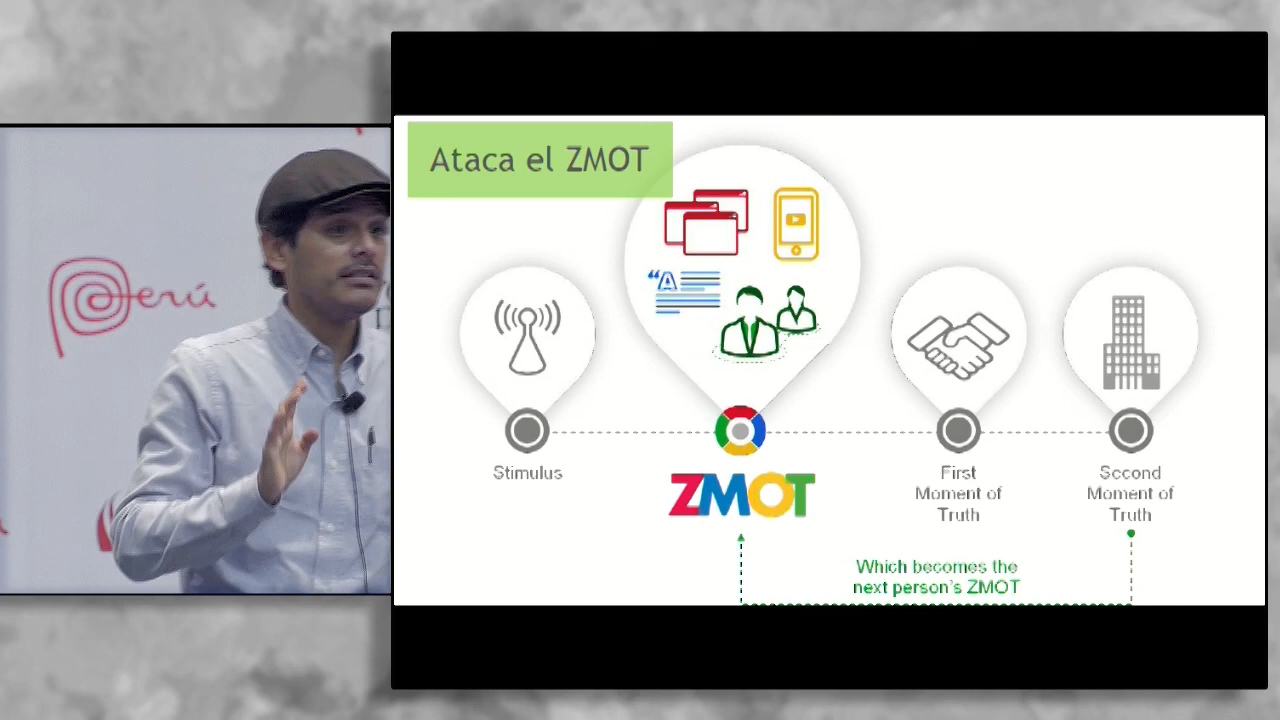 Ataca el ZMOT
Perú
“A
Stimulus
ZMOT
First
Moment of
Truth
Second
Moment of
Truth
Which becomes the
next person's ZMOT